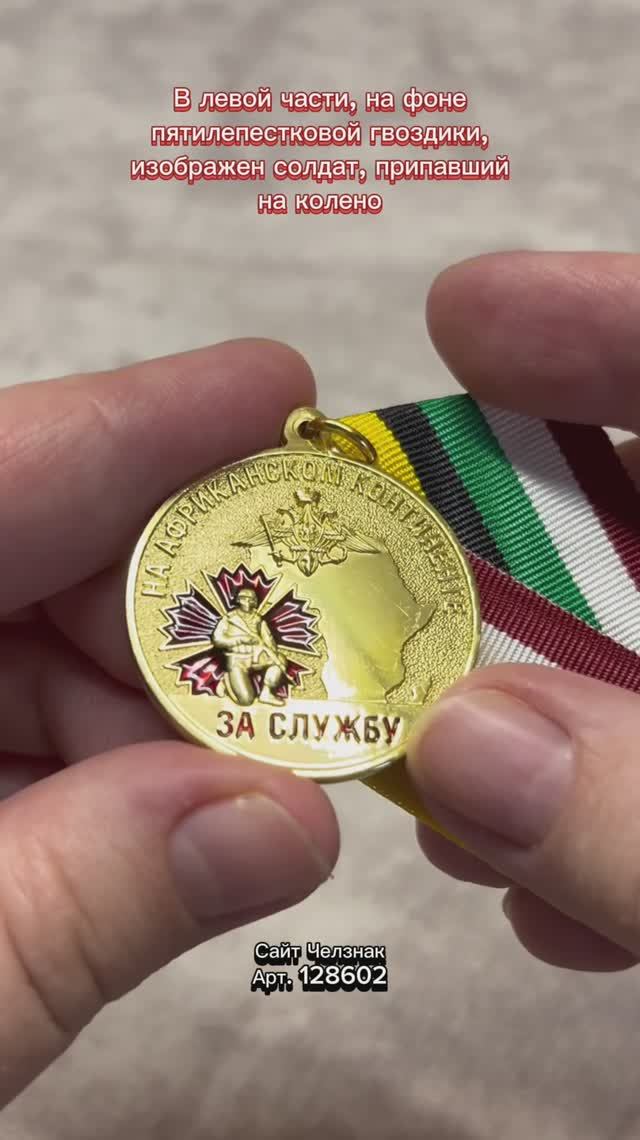 В левой части, на фоне
пятилепестковой гвоздики,
изображен солдат, припавший
на колено
НА АФРИКАНСКОМ КОНТИНЕНТЕ
ЗА СЛУЖБУ
Сайт Челзнак
Арт. 128602